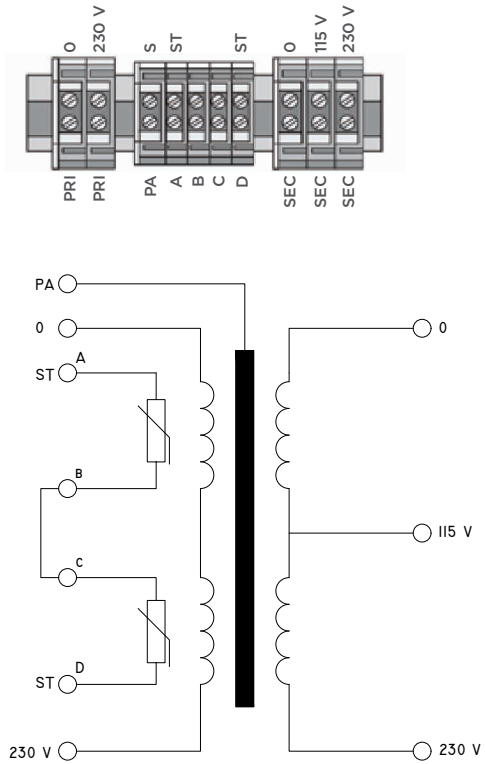 0 230 V S ST ST 0 115 V 230 V
PRI PRI PA A B C D SEC SEC SEC
PA
0 0
A
ST
B
115 V
C
D
ST
230 V 230 V